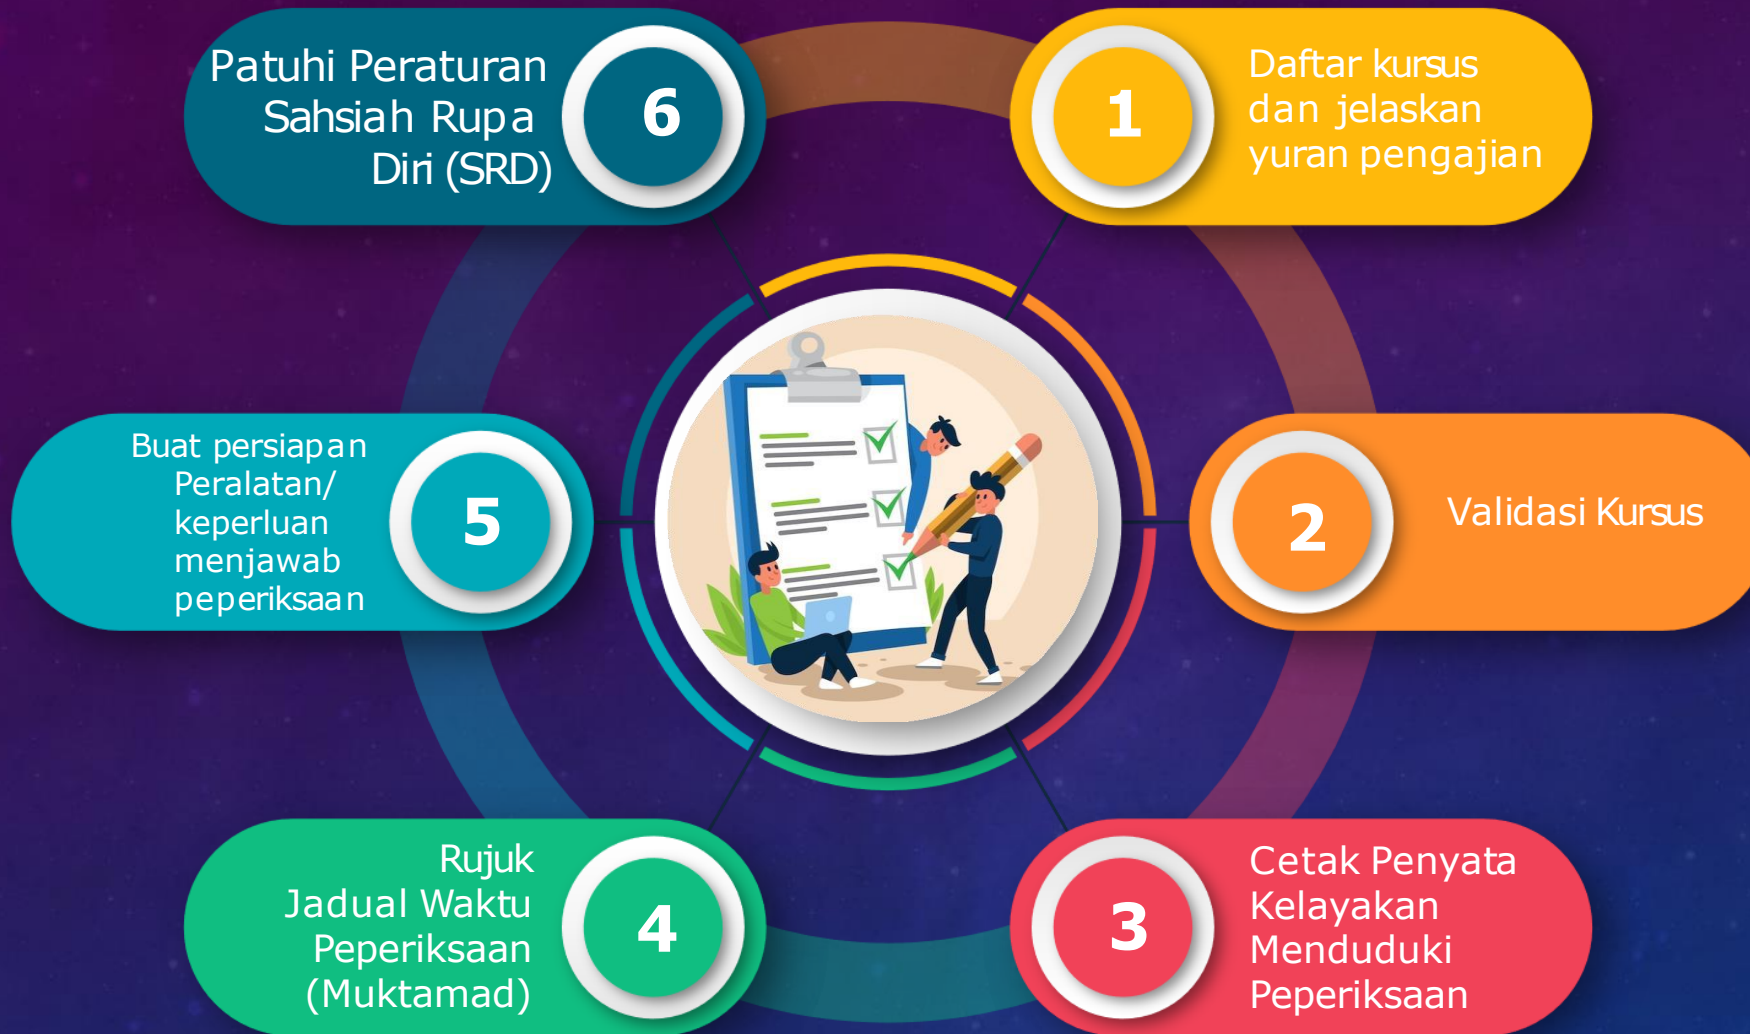 1
Daftar kursus
dan jelaskan
yuran pengajian
2
Validasi Kursus
3
Cetak Penyata
Kelayakan
Menduduki
Peperiksaan
4
Rujuk
Jadual Waktu
Peperiksaan
(Muktamad)
5
Buat persiapan
Peralatan/
keperluan
menjawab
peperiksaan
6
Patuhi Peraturan
Sahsiah Rupa
Diri (SRD)